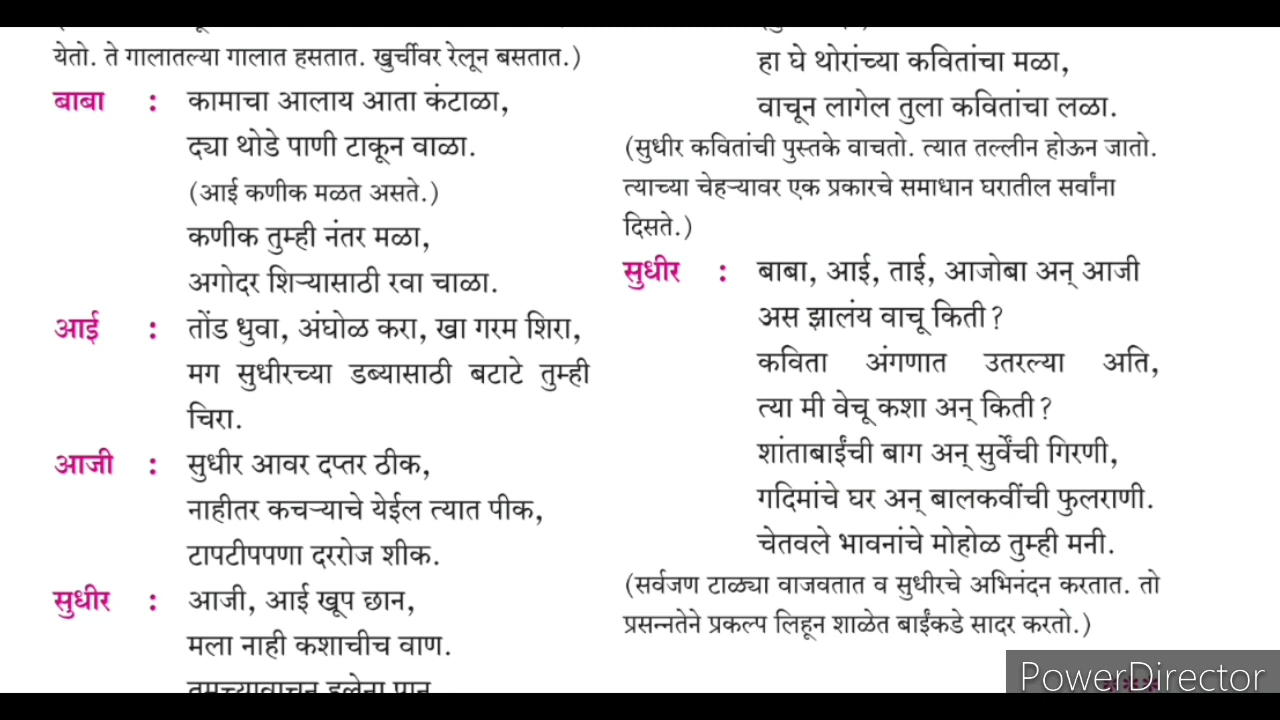 येतो. ते गालातल्या गालात हसतात. खुर्चीवर रेलून बसतात.)
बाबा : कामाचा आलाय आता कंटाळा,
द्या थोडे पाणी टाकून वाळा.
(आई कणीक मळत असते.)
कणीक तुम्ही नंतर मळा,
अगोदर शिऱ्यासाठी रवा चाळा.
आई : तोंड धुवा, अंघोळ करा, खा गरम शिरा,
मग सुधीरच्या डब्यासाठी बटाटे तुम्ही
चिरा.
आजी : सुधीर आवर दप्तर ठीक,
नाहीतर कचऱ्याचे येईल त्यात पीक,
टापटीपपणा दररोज शीक.
सुधीर : आजी, आई खूप छान,
मला नाही कशाचीच वाण.
तुमच्यावाचून हलेना पान
हा घे थोरांच्या कवितांचा मळा,
वाचून लागेल तुला कवितांचा लळा.
(सुधीर कवितांची पुस्तके वाचतो. त्यात तल्लीन होऊन जातो.
त्याच्या चेहऱ्यावर एक प्रकारचे समाधान घरातील सर्वांना
दिसते.)
सुधीर : बाबा, आई, ताई, आजोबा अन् आजी
अस झालंय वाचू किती?
कविता अंगणात उतरल्या अति,
त्या मी वेचू कशा अन् किती?
शांताबाईंची बाग अन् सुर्वेंची गिरणी,
गदिमांचे घर अन् बालकवींची फुलराणी.
चेतवले भावनांचे मोहोळ तुम्ही मनी.
(सर्वजण टाळ्या वाजवतात व सुधीरचे अभिनंदन करतात. तो
प्रसन्नतेने प्रकल्प लिहून शाळेत बाईंकडे सादर करतो.)
PowerDirector